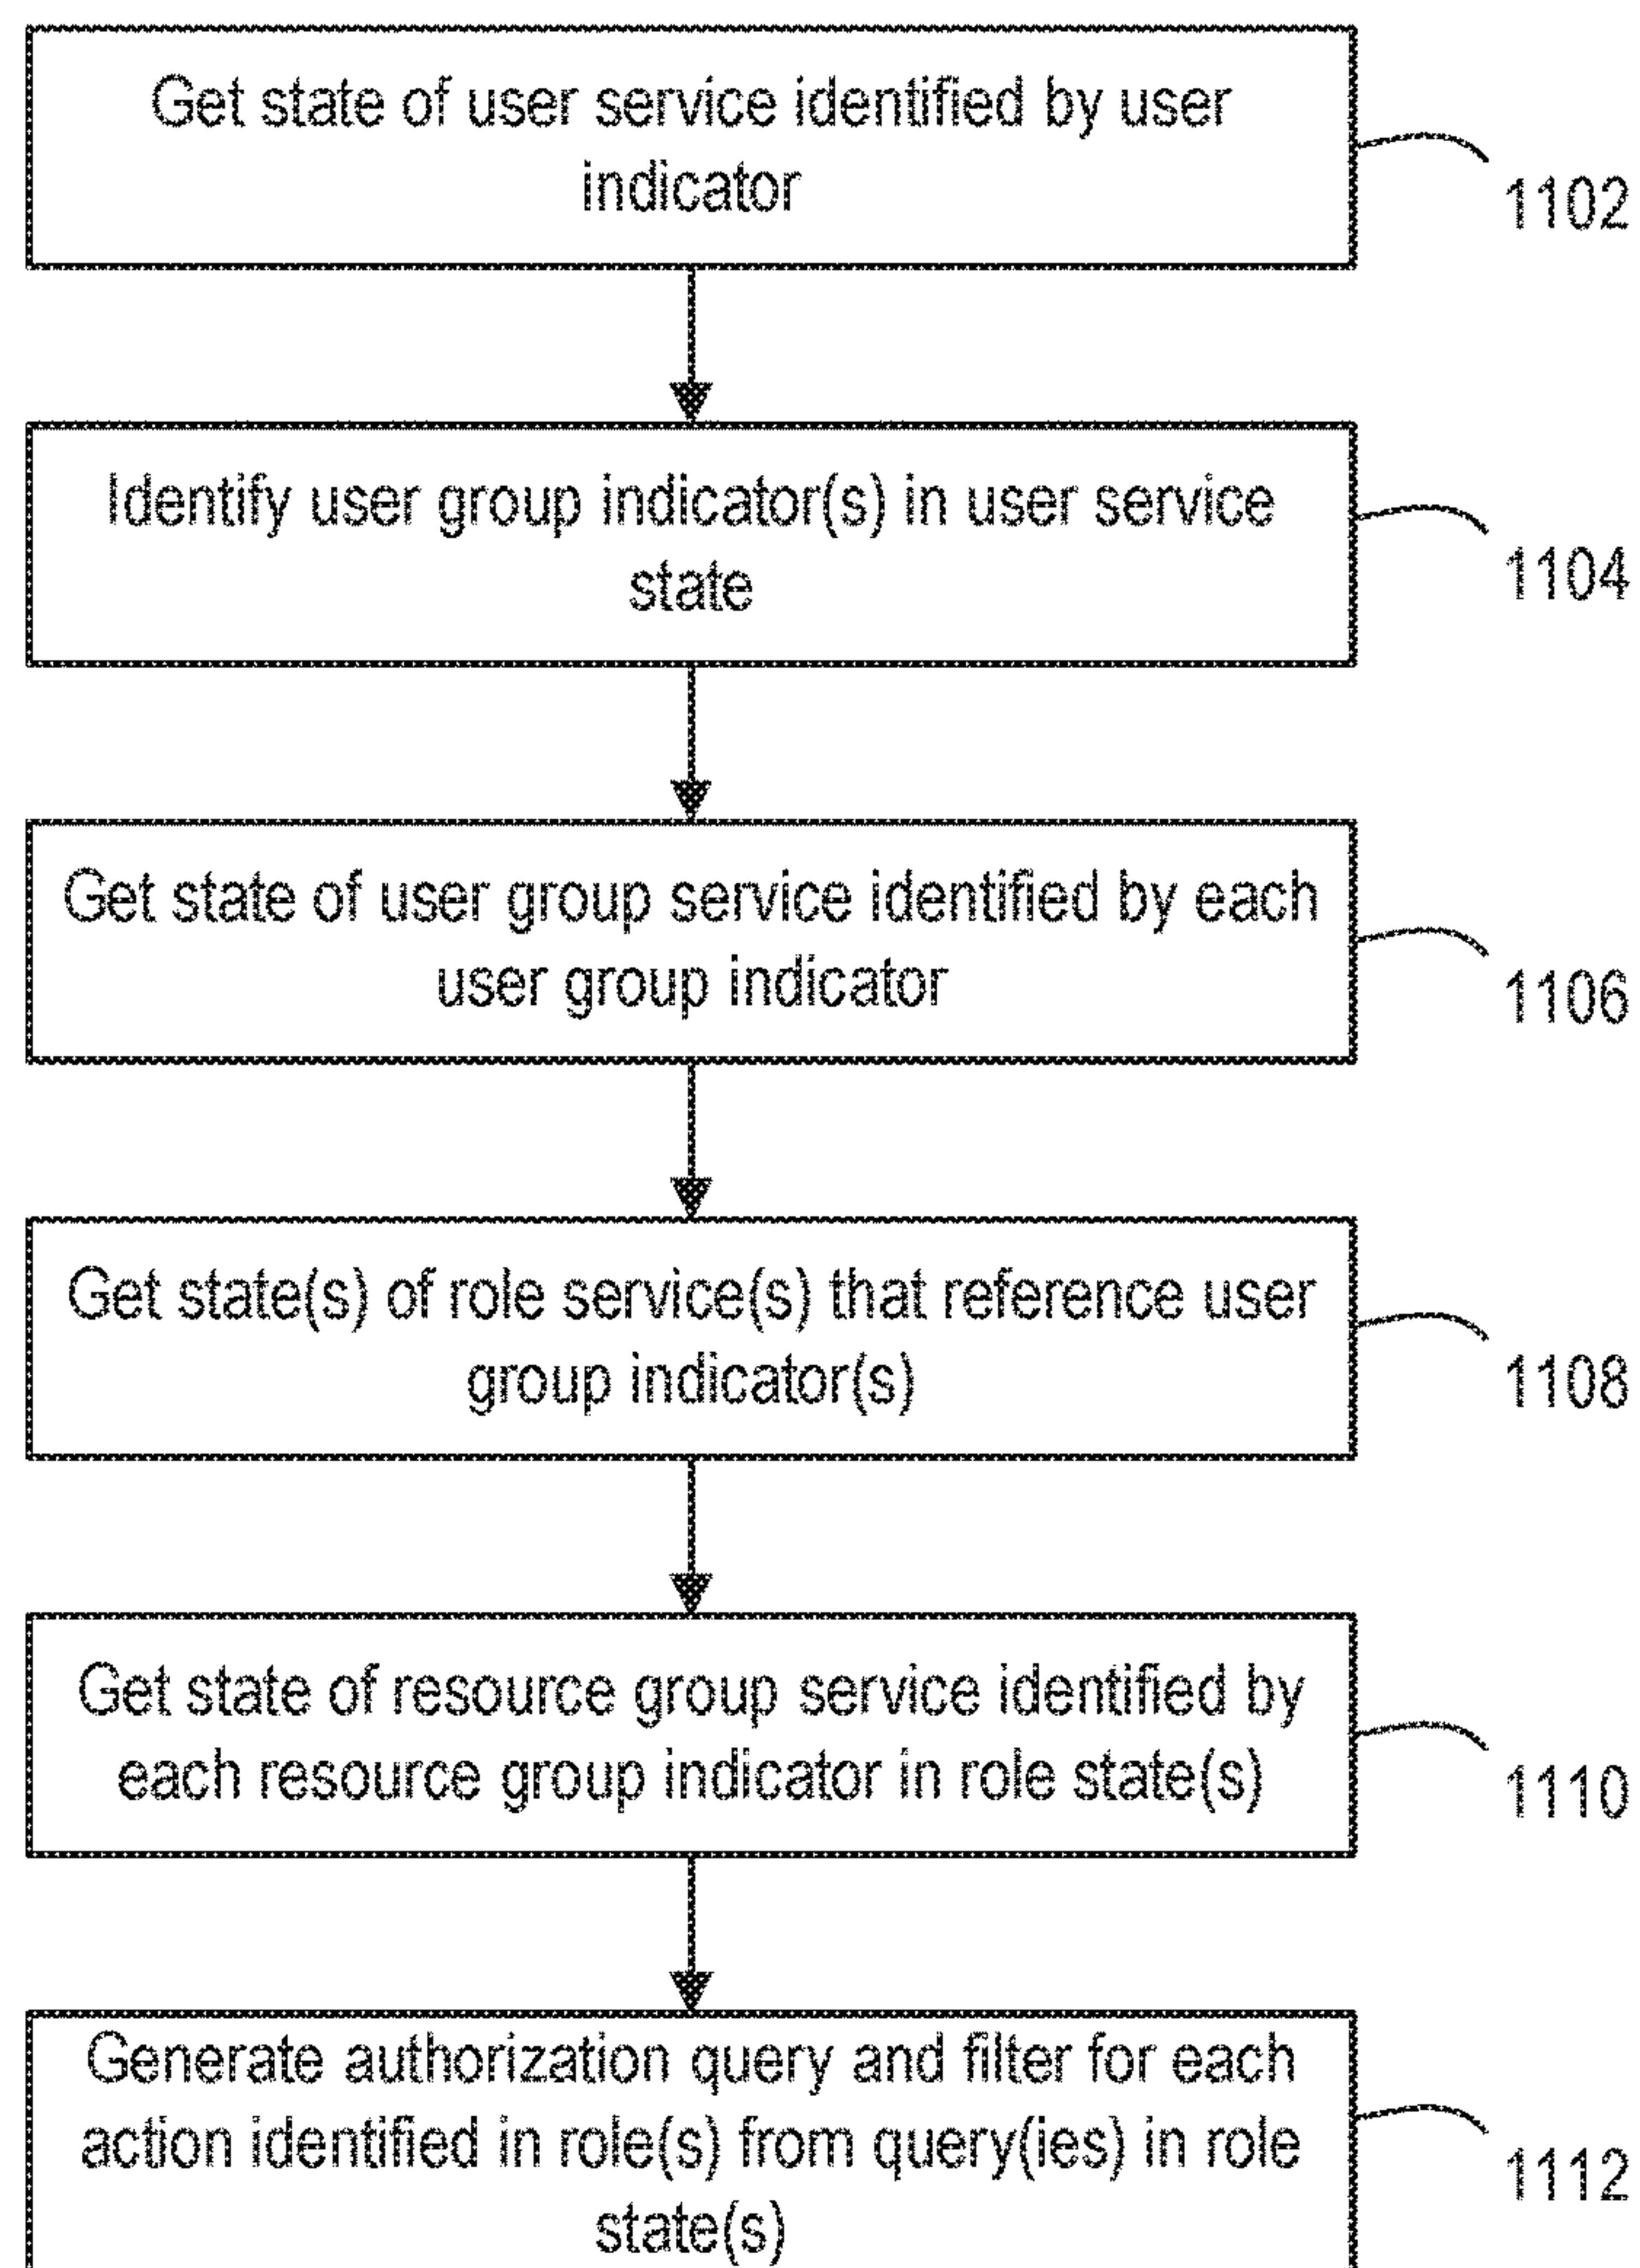 Get state of user service identified by user
indicator
1102
Identify user group indicator(s) in user service
state
1104
Get state of user group service identified by each
user group indicator
1106
Get state(s) of role service(s) that reference user
group indicator(s)
1108
Get state of resource group service identified by
each resource group indicator in role state(s)
1110
Generate authorization query and filter for each
action identified in role(s) from query(ies) in role
state(s)
1112